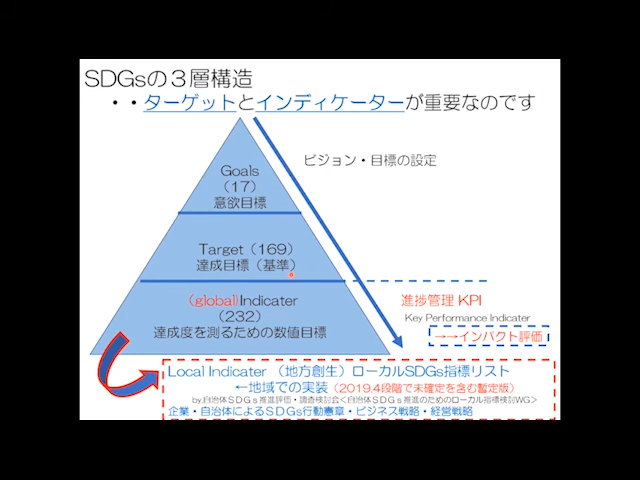 SDGsの３層構造
・・ターゲットとインディケーターが重要なのです
ビジョン・目標の設定
Goals
（17）
意欲目標
Target（169）
達成目標（基準）
(global)Indicater
（232）
達成度を測るための数値目標
進捗管理 KPI
Key Performance Indicater
→→インパクト評価
Local Indicater （地方創生）ローカルSDGs指標リスト
←地域での実装（2019.4段階で未確定を含む暫定版）
by.自治体ＳＤＧｓ推進評価・調査検討会＜自治体ＳＤＧｓ推進のためのローカル指標検討WG＞
企業・自治体によるSDGs行動憲章・ビジネス戦略・経営戦略